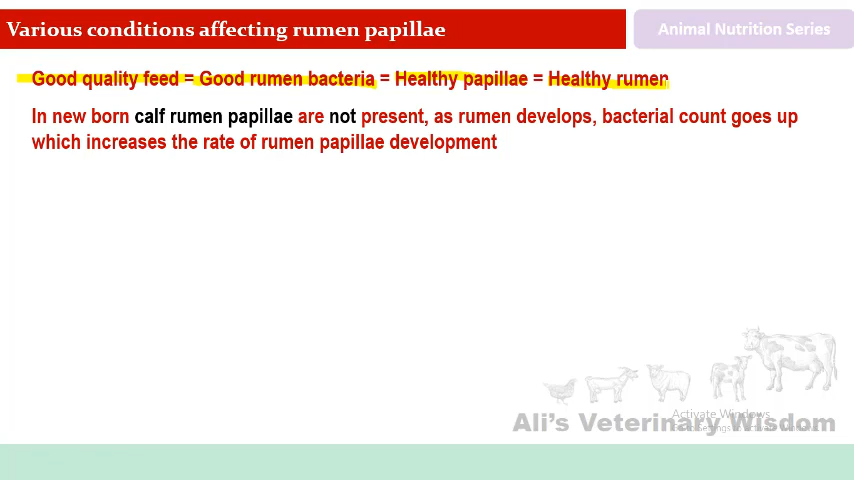 Various conditions affecting rumen papillae
Animal Nutrition Series
Good quality feed = Good rumen bacteria = Healthy papillae = Healthy rumen
In new born calf rumen papillae are not present, as rumen develops, bacterial count goes up
which increases the rate of rumen papillae development
Activate Windows
Ali's Veterinary Wisdom